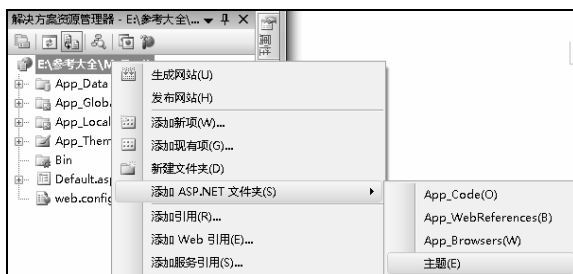 解决方案资源管理器 - E:\参考大全\...
E:\参考大全\M
App_Data
App_Globa
App_Local
App_Them
Bin
Default.asp
web.config
生成网站(U)
发布网站(H)
添加新项(W)...
添加现有项(G)...
新建文件夹(D)
添加 ASP.NET 文件夹(S)
添加引用(R)...
添加 Web 引用(E)...
添加服务引用(S)...
App_Code(O)
App_WebReferences(B)
App_Browsers(W)
主题(E)